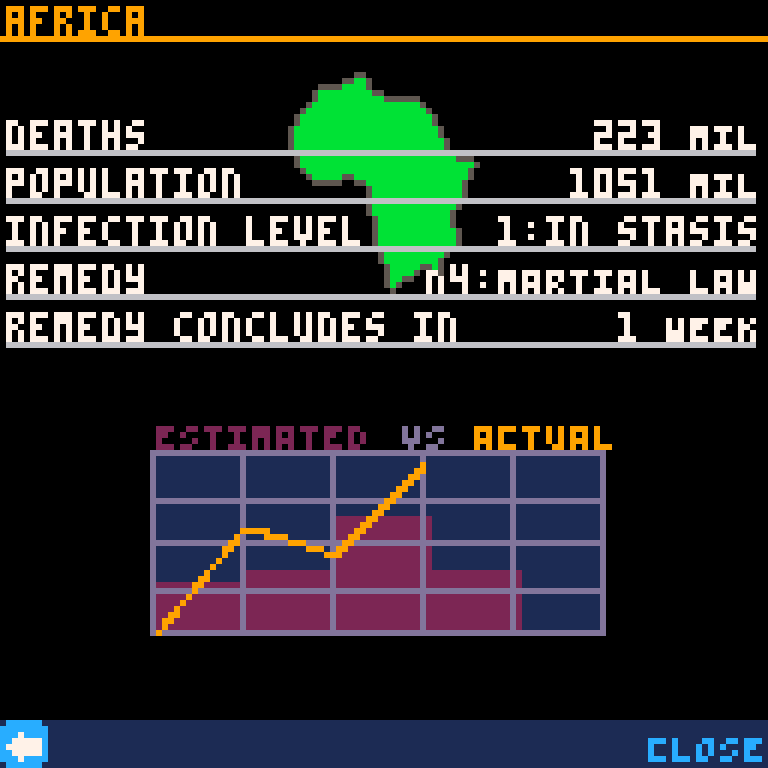 AFRICA
DEATHS 223 MIL
POPULATION 1051 MIL
INFECTION LEVEL 1:IN STASIS
REMEDY M4:MARTIAL LAW
REMEDY CONCLUDES IN 1 WEEK
ESTIMATED VS ACTUAL
CLOSE